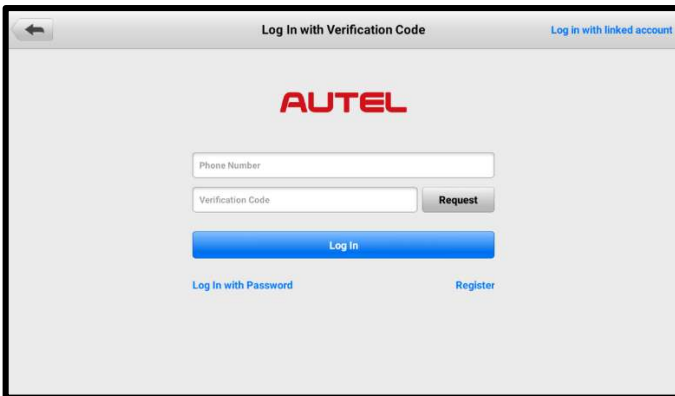 Log In with Verification Code Log in with linked account
AUTEL
Phone Number
Verification Code Request
Log In
Log In with Password Register